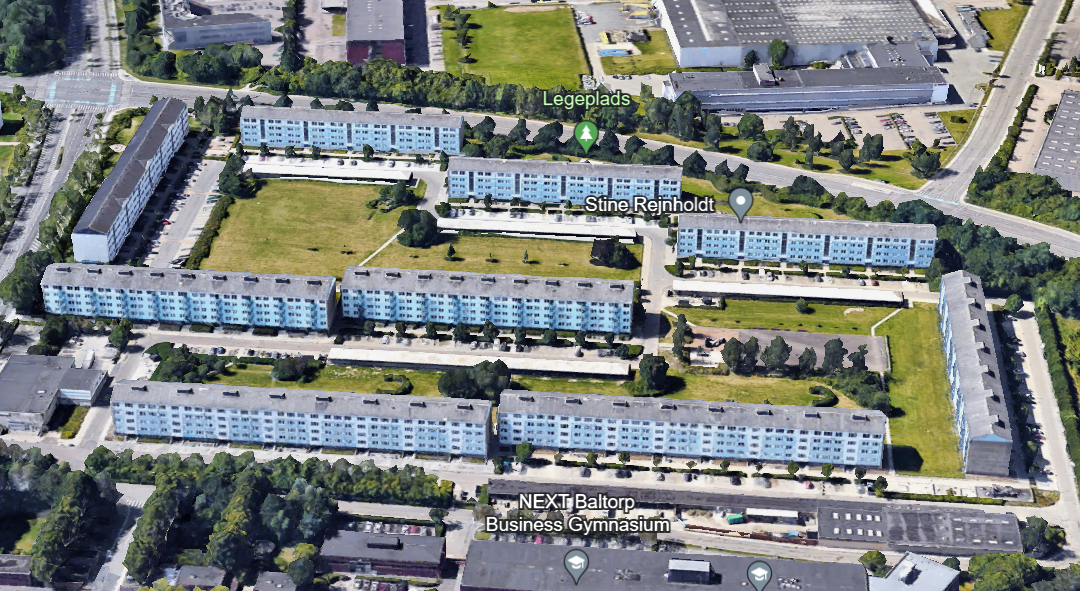 Legeplads
Stine Rejnholdt
NEXT Baltorp
Business Gymnasium